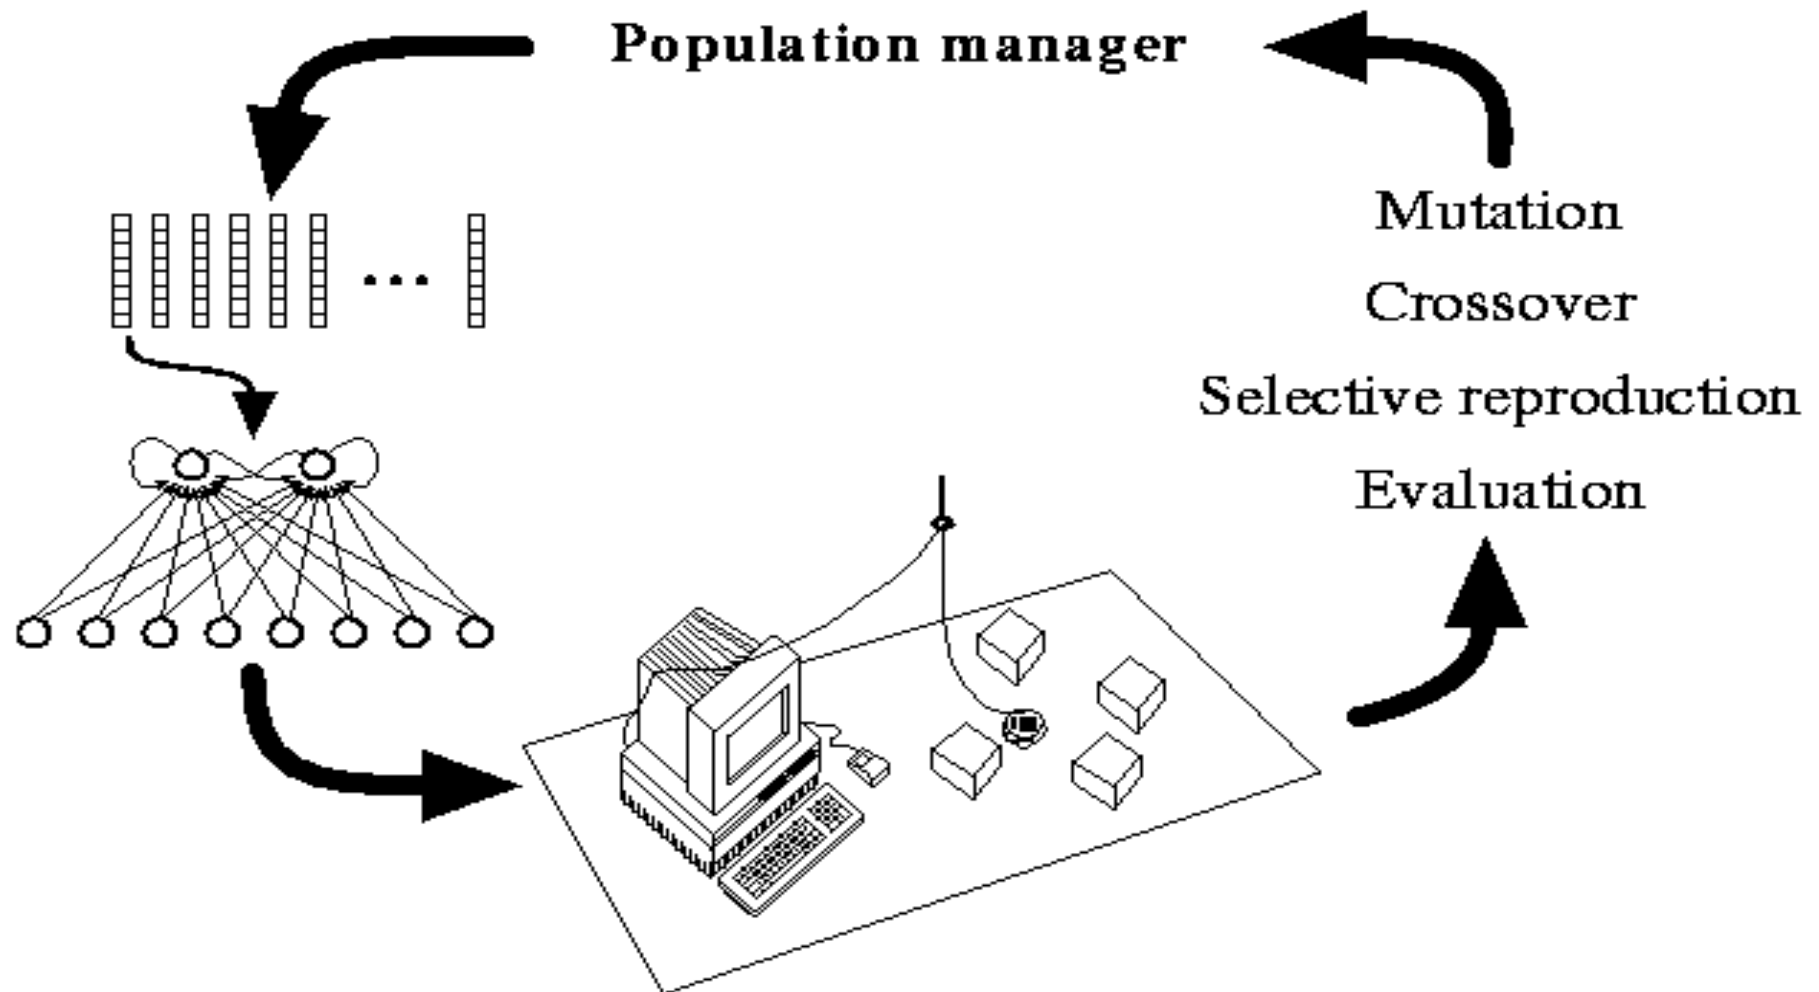 Population manager
Mutation
Crossover
Selective reproduction
Evaluation